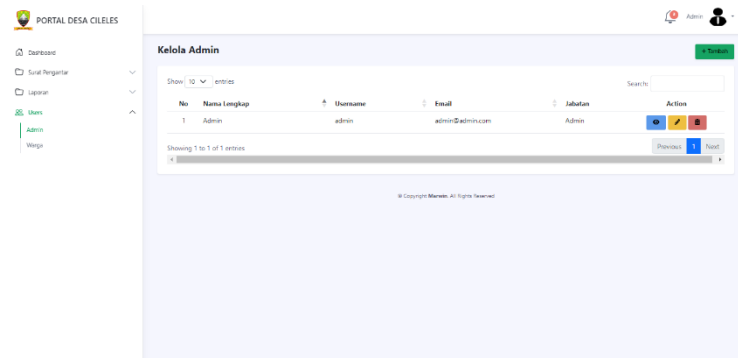 PORTAL DESA CILELES
Admin
Dashboard
Surat Pengantar
Laporan
Users
Admin
Warga
Kelola Admin
+ Tambah
Show 10 entries
Search:
No Nama Lengkap Username Email Jabatan Action
1 Admin admin admin@admin.com Admin
Showing 1 to 1 of 1 entries
Previous 1 Next
© Copyright All Rights Reserved